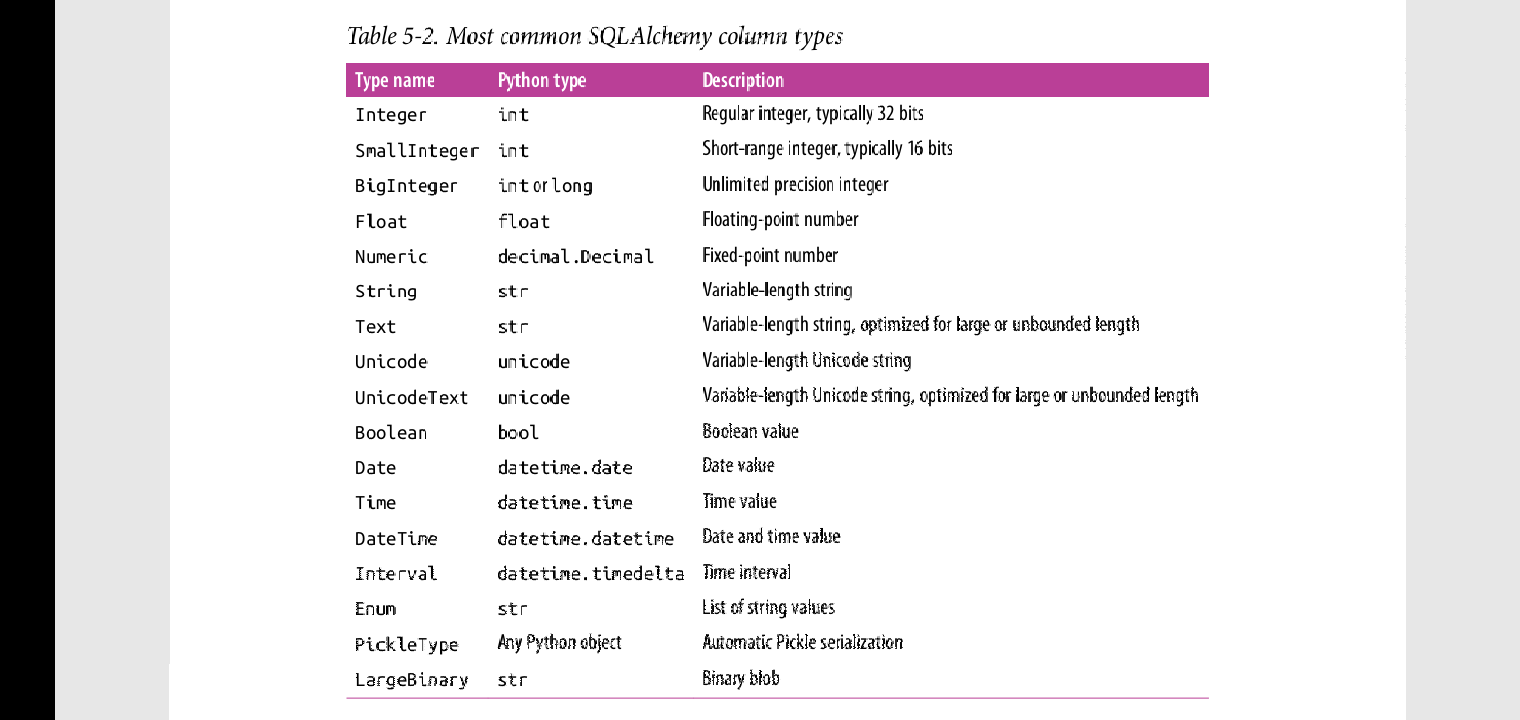 Table 5-2. Most common SQLAlchemy column types
Type name Python type Description
Integer int Regular integer, typically 32 bits
SmallInteger int Short-range integer, typically 16 bits
BigInteger int or long Unlimited precision integer
Float float Floating-point number
Numeric decimal.Decimal Fixed-point number
String str Variable-length string
Text str Variable-length string, optimized for large or unbounded length
Unicode unicode Variable-length Unicode string
UnicodeText unicode Variable-length Unicode string, optimized for large or unbounded length
Boolean bool Boolean value
Date datetime.date Date value
Time datetime.time Time value
DateTime datetime.datetime Date and time value
Interval datetime.timedelta Time interval
Enum str List of string values
PickleType Any Python object Automatic Pickle serialization
LargeBinary str Binary blob